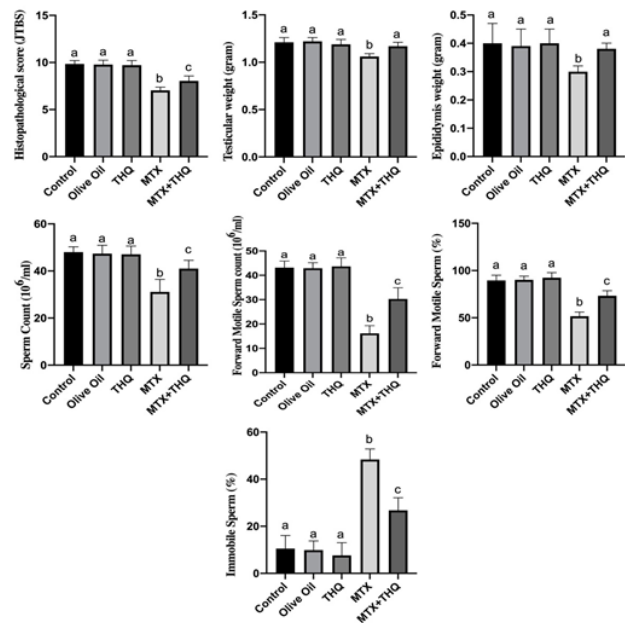 Histopathological score (JTBS)
15
10
5
0
a
a
a
b
c
Control
Olive Oil
THQ
MTX
MTX+THQ
Testicular weight (gram)
1.5
1.0
0.5
0.0
a
a
a
b
a
Control
Olive Oil
THQ
MTX
MTX+THQ
Epididymis weight (gram)
0.6
0.4
0.2
0.0
a
a
a
b
a
Control
Olive Oil
THQ
MTX
MTX+THQ
Sperm Count (10⁶/ml)
60
40
20
0
a
a
a
b
c
Control
Olive Oil
THQ
MTX
MTX+THQ
Forward Motile Sperm count (10⁶/ml)
50
40
30
20
10
0
a
a
a
b
c
Control
Olive Oil
THQ
MTX
MTX+THQ
Forward Motile Sperm (%)
150
100
50
0
a
a
a
b
c
Control
Olive Oil
THQ
MTX
MTX+THQ
Immobile Sperm (%)
60
40
20
0
a
a
a
b
c
Control
Olive Oil
THQ
MTX
MTX+THQ